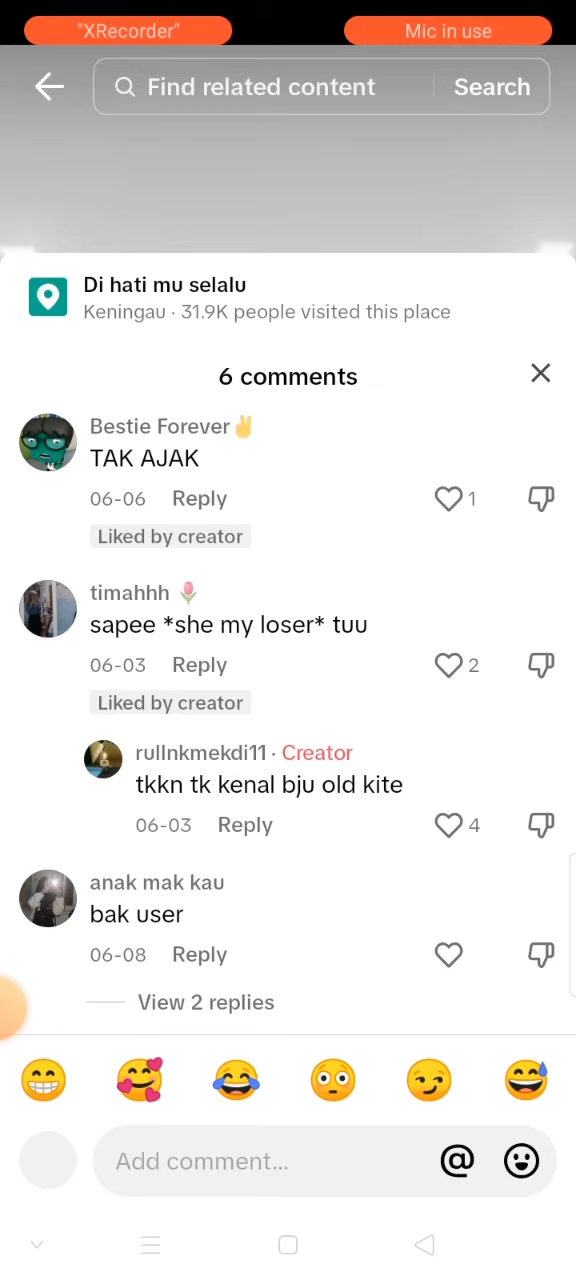 "XRecorder" Mic in use
Find related content Search
Di hati mu selalu
Keningau · 31.9K people visited this place
6 comments
Bestie Forever✌
TAK AJAK
06-06 Reply 1
Liked by creator
timahhh 🌷
sapee *she my loser* tuu
06-03 Reply 2
Liked by creator
rullnkmekdi11 · Creator
tkkn tk kenal bju old kite
06-03 Reply 4
anak mak kau
bak user
06-08 Reply
View 2 replies
Add comment... @